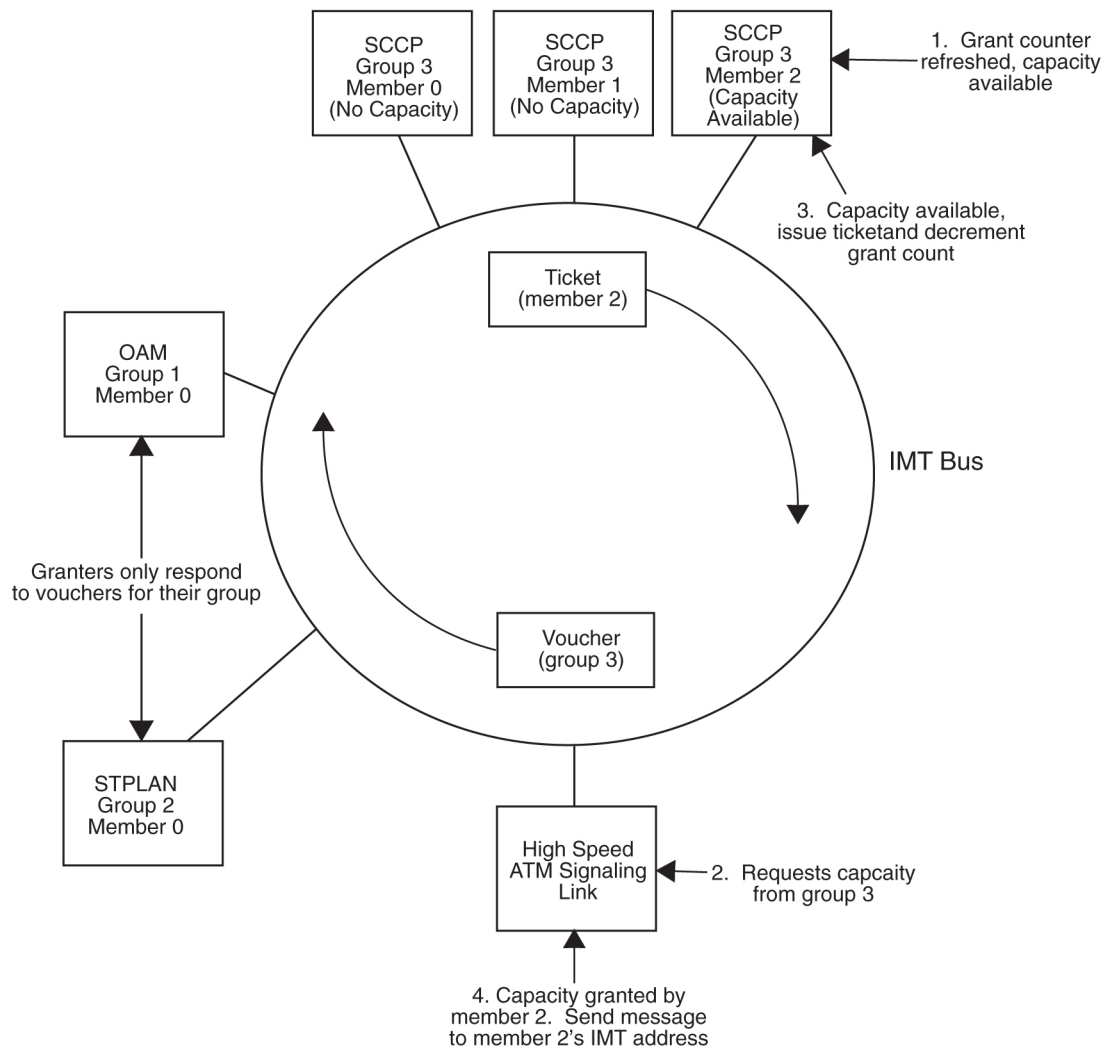 SCCP
Group 3
Member 0
(No Capacity)
SCCP
Group 3
Member 1
(No Capacity)
SCCP
Group 3
Member 2
(Capacity
Available)
1. Grant counter
refreshed, capacity
available
3. Capacity available,
issue ticketand decrement
grant count
Ticket
(member 2)
OAM
Group 1
Member 0
IMT Bus
Granters only respond
to vouchers for their group
Voucher
(group 3)
STPLAN
Group 2
Member 0
High Speed
ATM Signaling
Link
2. Requests capcaity
from group 3
4. Capacity granted by
member 2. Send message
to member 2's IMT address